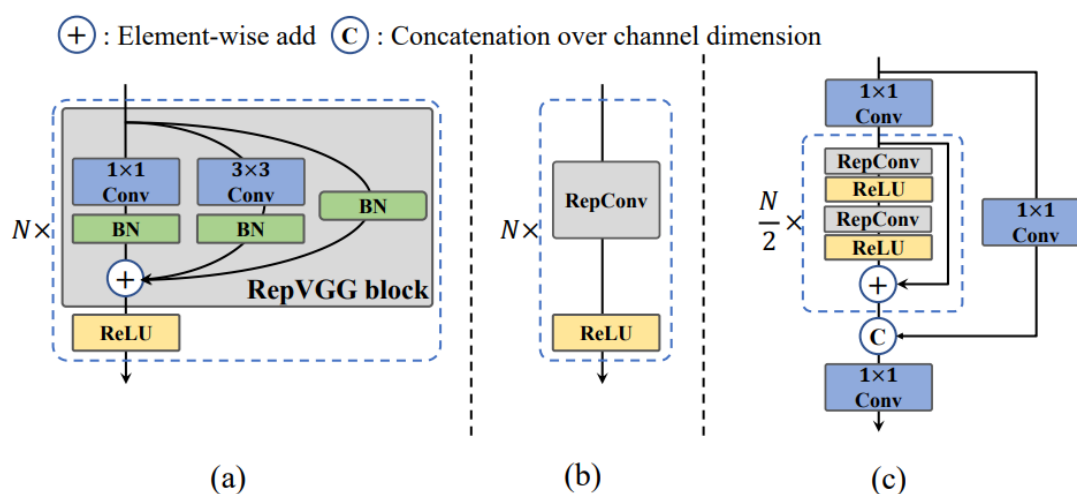 + : Element-wise add C : Concatenation over channel dimension
N×
1×1
Conv
3×3
Conv
BN
BN
BN
+
RepVGG block
ReLU
(a)
N×
RepConv
ReLU
(b)
1×1
Conv
N/2 ×
RepConv
ReLU
RepConv
ReLU
+
1×1
Conv
C
1×1
Conv
(c)